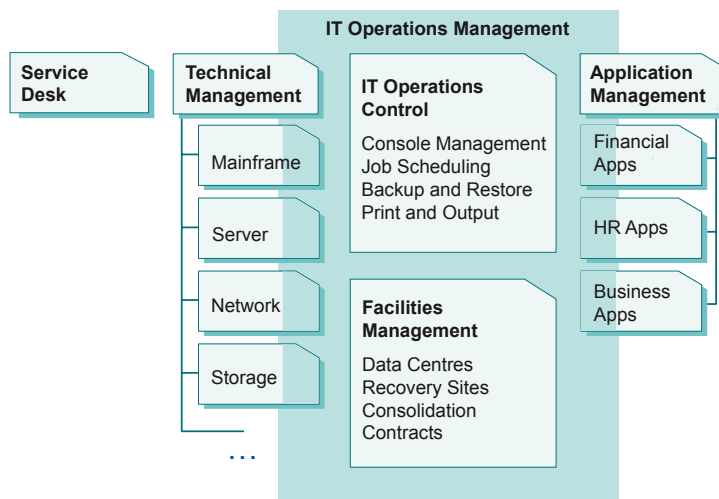 IT Operations Management
Service
Desk
Technical
Management
Mainframe
Server
Network
Storage
...
IT Operations
Control
Console Management
Job Scheduling
Backup and Restore
Print and Output
Facilities
Management
Data Centres
Recovery Sites
Consolidation
Contracts
Application
Management
Financial
Apps
HR Apps
Business
Apps